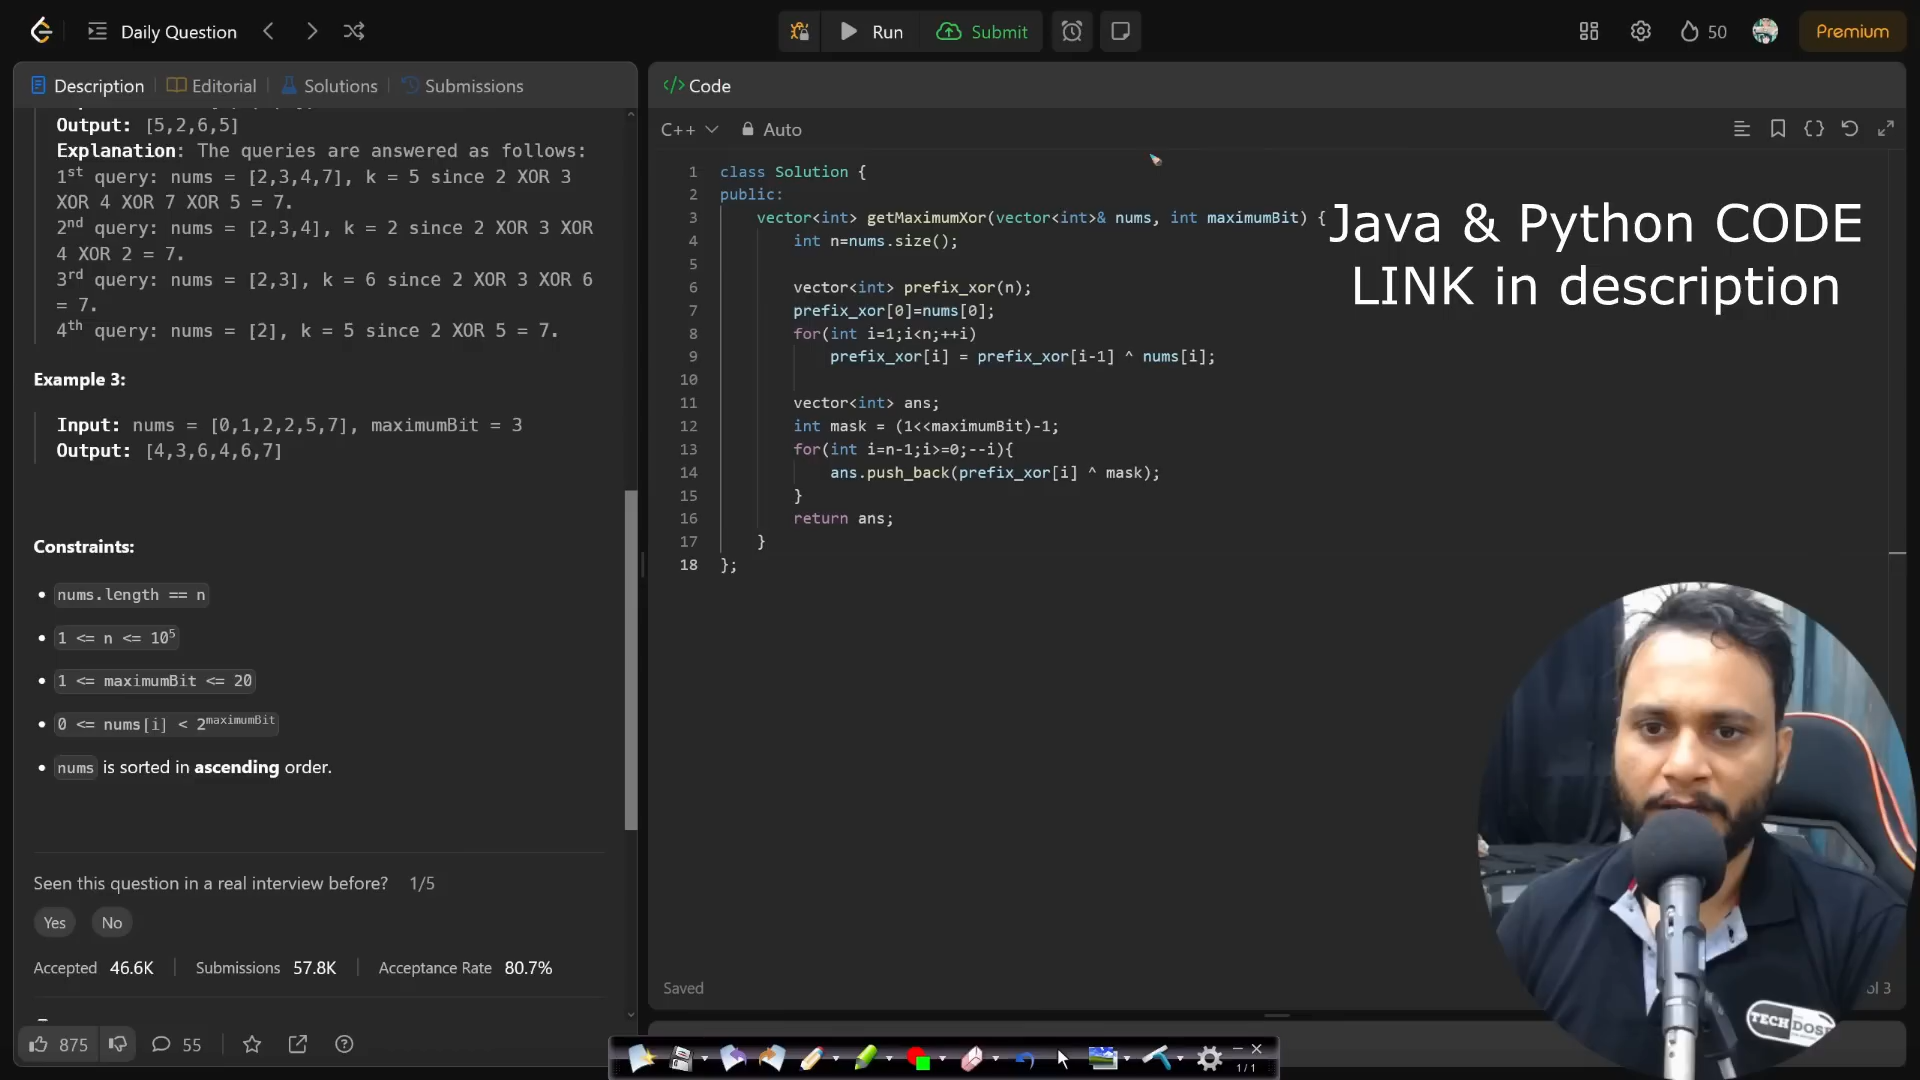 Daily Question
Run
Submit
50
Premium
Description
Editorial
Solutions
Submissions
Output: [5,2,6,5]
Explanation: The queries are answered as follows:
1st query: nums = [2,3,4,7], k = 5 since 2 XOR 3
XOR 4 XOR 7 XOR 5 = 7.
2nd query: nums = [2,3,4], k = 2 since 2 XOR 3 XOR
4 XOR 2 = 7.
3rd query: nums = [2,3], k = 6 since 2 XOR 3 XOR 6
= 7.
4th query: nums = [2], k = 5 since 2 XOR 5 = 7.
Example 3:
Input: nums = [0,1,2,2,5,7], maximumBit = 3
Output: [4,3,6,4,6,7]
Constraints:
• nums.length == n
• 1 <= n <= 10^5
• 1 <= maximumBit <= 20
• 0 <= nums[i] < 2^maximumBit
• nums is sorted in ascending order.
Seen this question in a real interview before? 1/5
Yes No
Accepted 46.6K Submissions 57.8K Acceptance Rate 80.7%
875 55
</> Code
C++ Auto
1 class Solution {
2 public:
3 vector<int> getMaximumXor(vector<int>& nums, int maximumBit) {
4 int n=nums.size();
5
6 vector<int> prefix_xor(n);
7 prefix_xor[0]=nums[0];
8 for(int i=1;i<n;++i)
9 prefix_xor[i] = prefix_xor[i-1] ^ nums[i];
10
11 vector<int> ans;
12 int mask = (1<<maximumBit)-1;
13 for(int i=n-1;i>=0;--i){
14 ans.push_back(prefix_xor[i] ^ mask);
15 }
16 return ans;
17 }
18 };
Java & Python CODE
LINK in description
Saved
ol 3
TECH DOSE
1/1